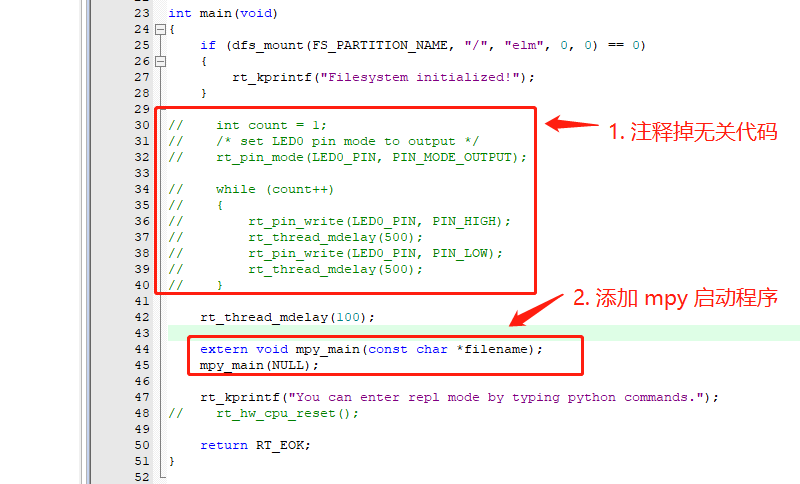 23 int main(void)
24 {
25     if (dfs_mount(FS_PARTITION_NAME, "/", "elm", 0, 0) == 0)
26     {
27         rt_kprintf("Filesystem initialized!");
28     }
29
30 //    int count = 1;
1. 注释掉无关代码
31 //    /* set LED0 pin mode to output */
32 //    rt_pin_mode(LED0_PIN, PIN_MODE_OUTPUT);
33
34 //    while (count++)
35 //    {
36 //        rt_pin_write(LED0_PIN, PIN_HIGH);
37 //        rt_thread_mdelay(500);
38 //        rt_pin_write(LED0_PIN, PIN_LOW);
39 //        rt_thread_mdelay(500);
40 //    }
2. 添加 mpy 启动程序
41
42     rt_thread_mdelay(100);
43
44     extern void mpy_main(const char *filename);
45     mpy_main(NULL);
46
47     rt_kprintf("You can enter repl mode by typing python commands.");
48 //    rt_hw_cpu_reset();
49
50     return RT_EOK;
51 }
52